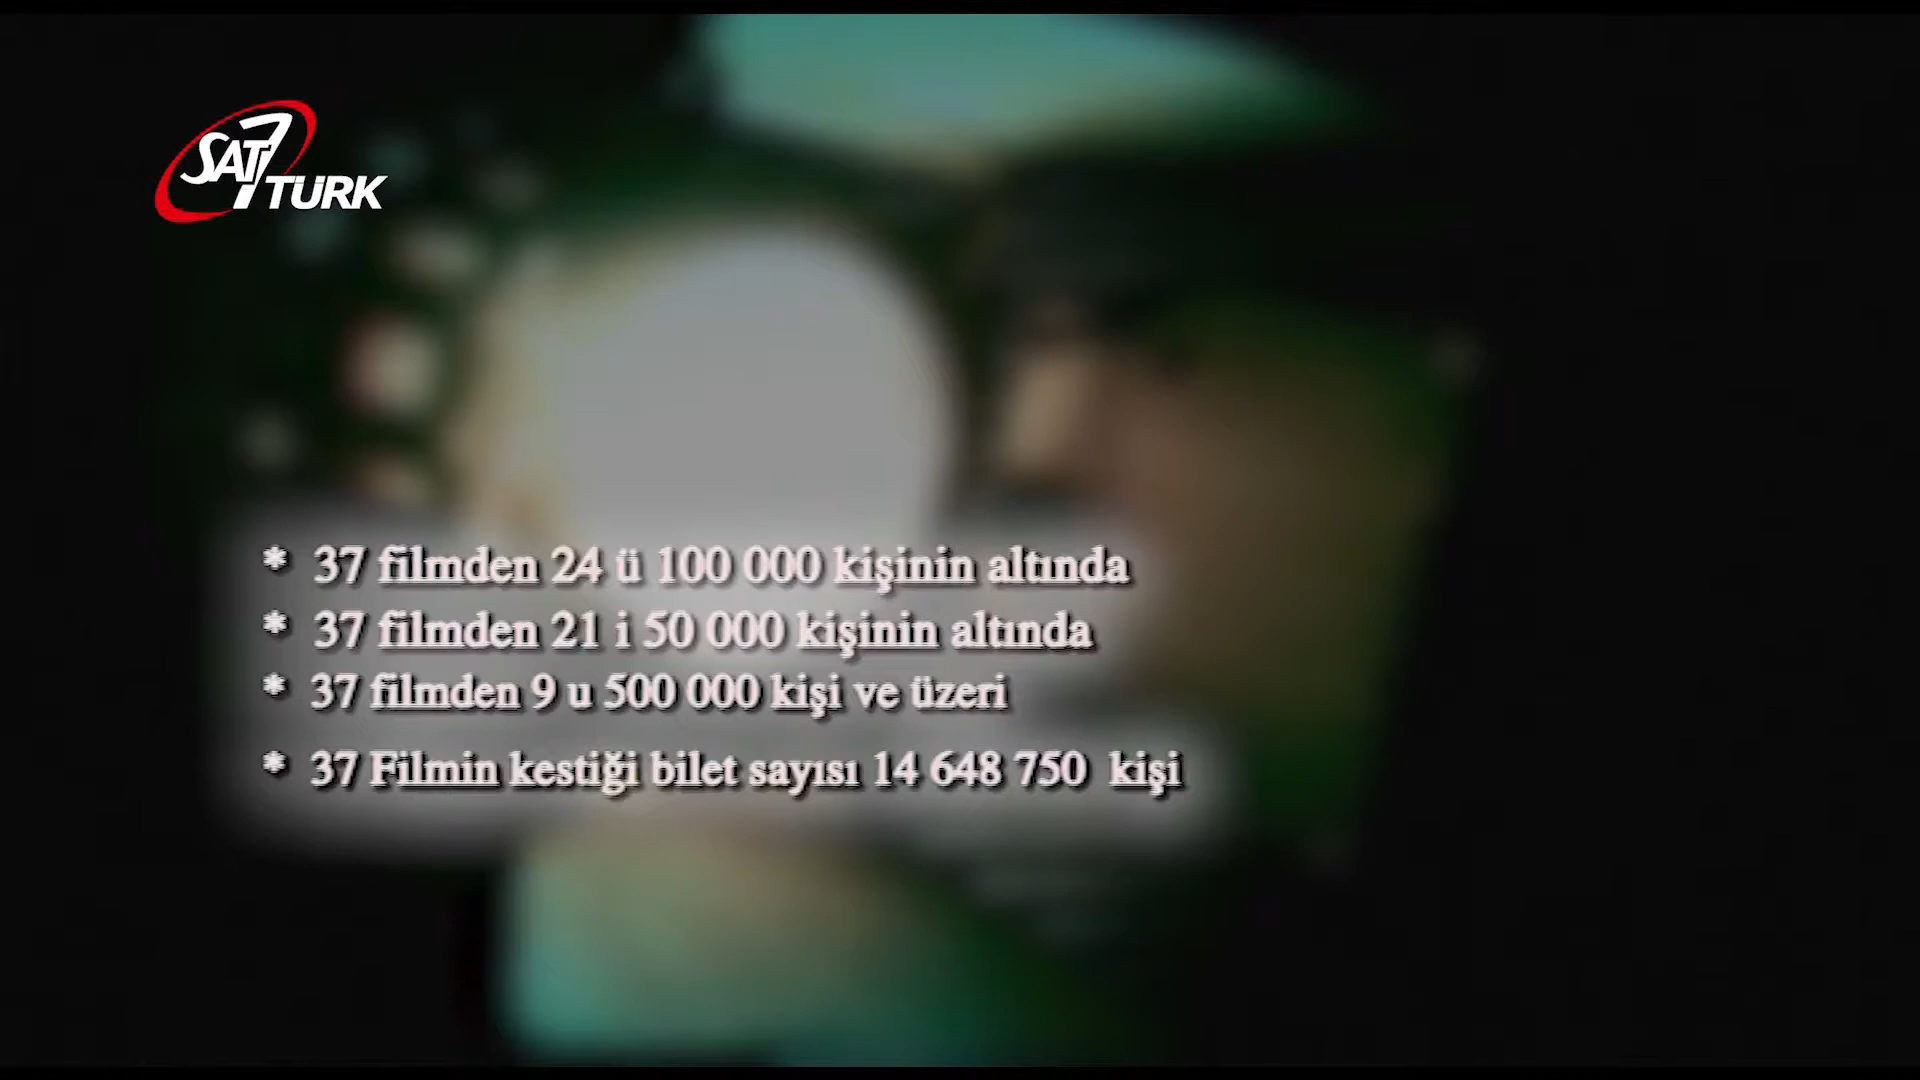 SAT7 TÜRK
* 37 filmden 24 ü 100 000 kişinin altında
* 37 filmden 21 i 50 000 kişinin altında
* 37 filmden 9 u 500 000 kişi ve üzeri
* 37 Filmin kestiği bilet sayısı 14 648 750 kişi